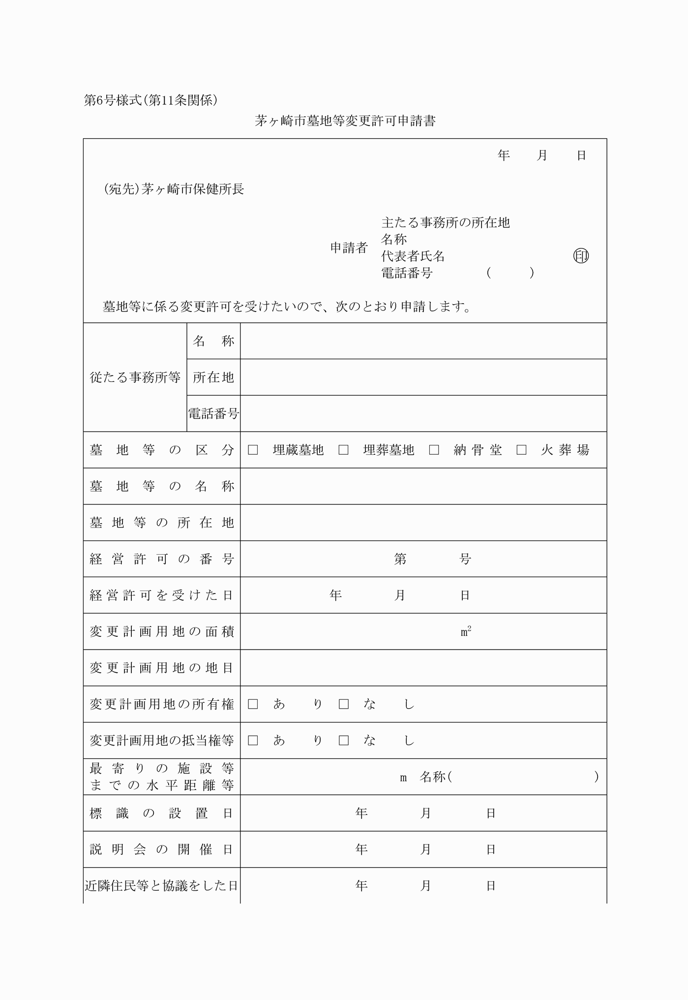 第6号様式(第11条関係)
茅ヶ崎市墓地等変更許可申請書
年　月　日
(宛先)茅ヶ崎市保健所長
申請者
主たる事務所の所在地
名称
代表者氏名　㊞
電話番号　(　)
墓地等に係る変更許可を受けたいので、次のとおり申請します。
従たる事務所等
名称
所在地
電話番号
墓地等の区分　□　埋蔵墓地　□　埋葬墓地　□　納骨堂　□　火葬場
墓地等の名称
墓地等の所在地
経営許可の番号　第　号
経営許可を受けた日　年　月　日
変更計画用地の面積　m²
変更計画用地の地目
変更計画用地の所有権　□　あり　□　なし
変更計画用地の抵当権等　□　あり　□　なし
最寄りの施設等
までの水平距離等　m　名称(　)
標識の設置日　年　月　日
説明会の開催日　年　月　日
近隣住民等と協議をした日　年　月　日